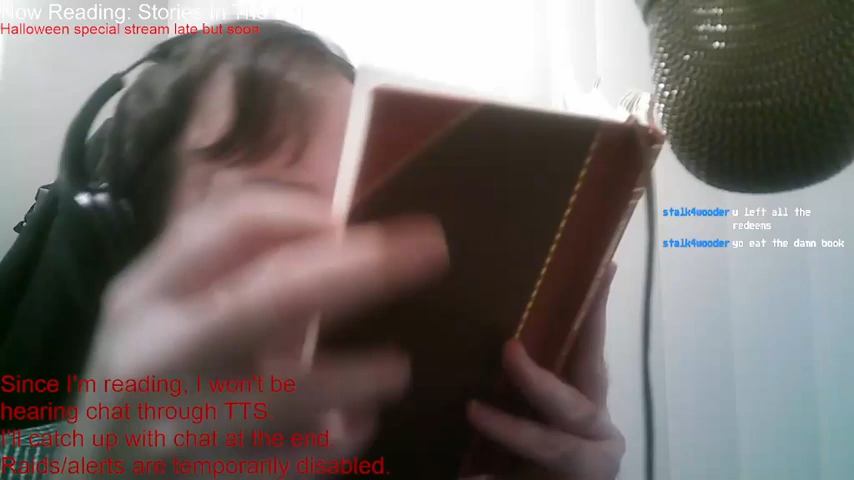 Now Reading: Stories In
Halloween special stream late but soon
stalk4wooder u left all the
redeems
stalk4wooder yo eat the damn book
Since I'm reading, I won't be
hearing chat through TTS.
I'll catch up with chat at the end.
Raids/alerts are temporarily disabled.